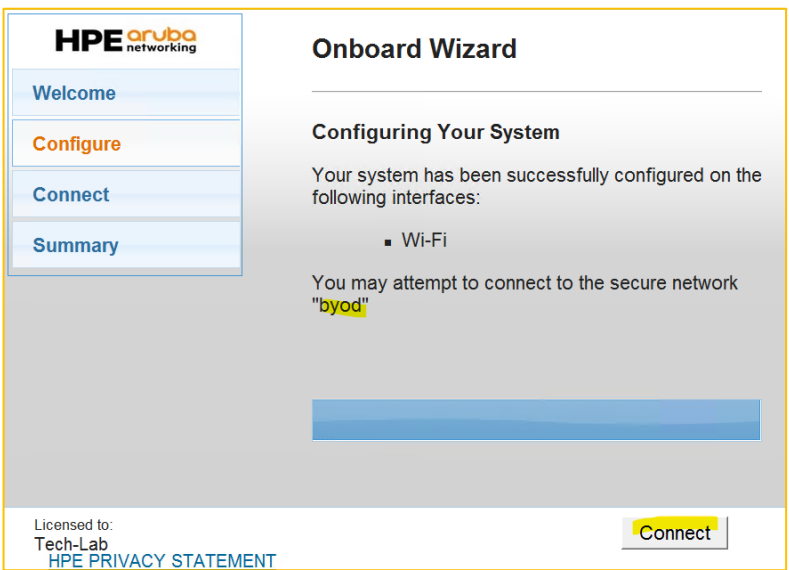 HPE aruba
networking
Welcome
Configure
Connect
Summary
Onboard Wizard
Configuring Your System
Your system has been successfully configured on the
following interfaces:
Wi-Fi
You may attempt to connect to the secure network
"byod"
Licensed to:
Tech-Lab
HPE PRIVACY STATEMENT
Connect